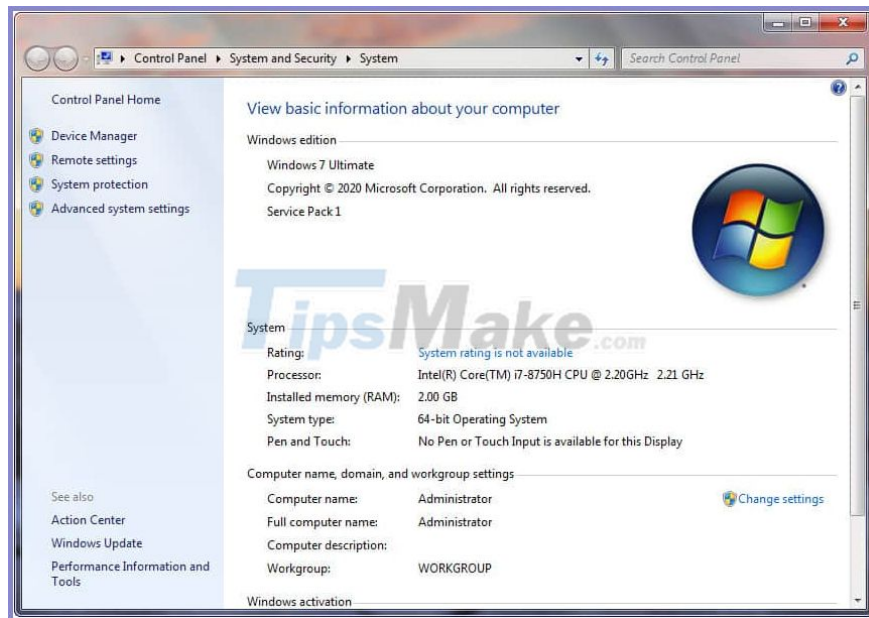 Control Panel ▸ System and Security ▸ System
Search Control Panel
Control Panel Home
Device Manager
Remote settings
System protection
Advanced system settings
See also
Action Center
Windows Update
Performance Information and
Tools
View basic information about your computer
Windows edition
Windows 7 Ultimate
Copyright © 2020 Microsoft Corporation. All rights reserved.
Service Pack 1
TipsMake.com
System
Rating: System rating is not available
Processor: Intel(R) Core(TM) i7-8750H CPU @ 2.20GHz 2.21 GHz
Installed memory (RAM): 2.00 GB
System type: 64-bit Operating System
Pen and Touch: No Pen or Touch Input is available for this Display
Computer name, domain, and workgroup settings
Computer name: Administrator Change settings
Full computer name: Administrator
Computer description:
Workgroup: WORKGROUP
Windows activation